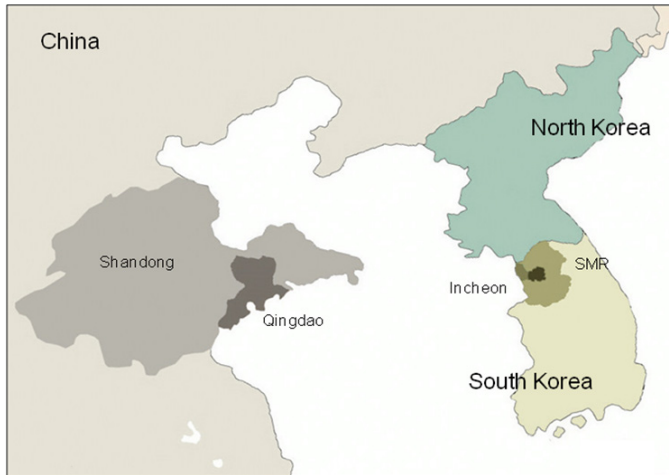 China
North Korea
Shandong
SMR
Incheon
Qingdao
South Korea